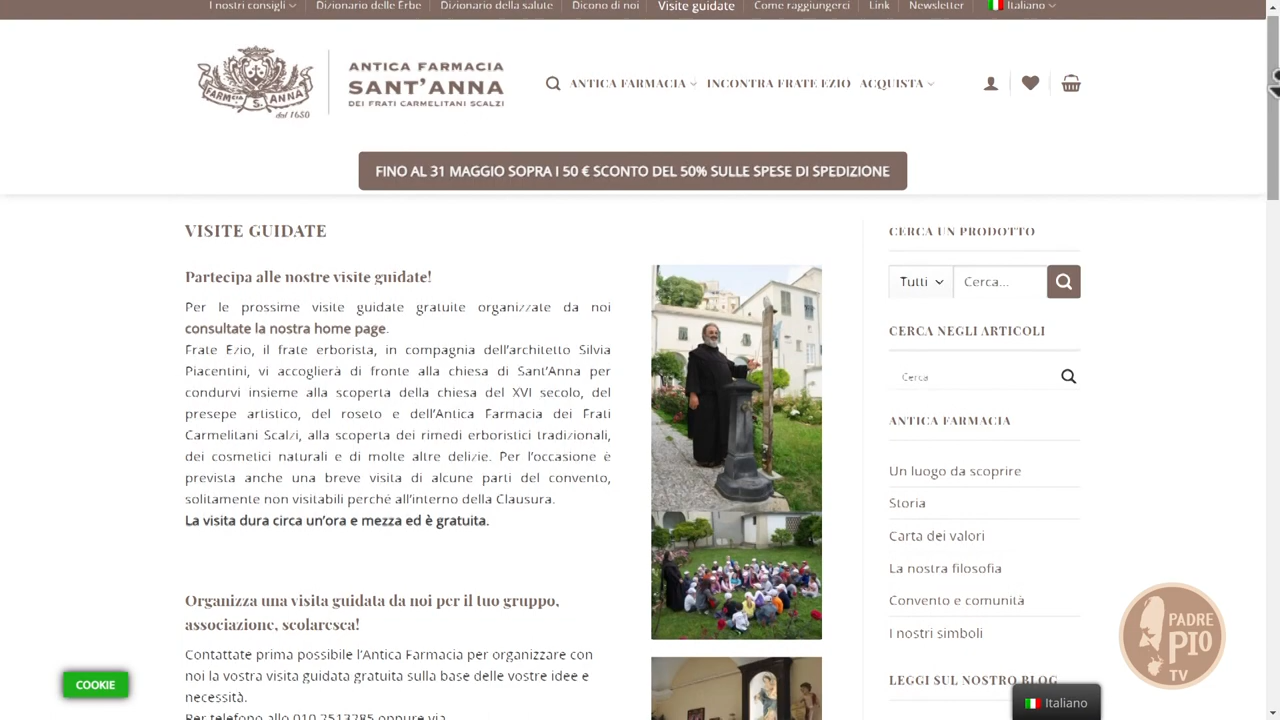 I nostri consigli
Dizionario delle Erbe
Dizionario della salute
Dicono di noi
Visite guidate
Come raggiungerci
Link
Newsletter
Italiano
FARMCIA S. ANNA
dal 1650
ANTICA FARMACIA
SANT'ANNA
DEI FRATI CARMELITANI SCALZI
ANTICA FARMACIA
INCONTRA FRATE EZIO
ACQUISTA
FINO AL 31 MAGGIO SOPRA I 50 € SCONTO DEL 50% SULLE SPESE DI SPEDIZIONE
VISITE GUIDATE
Partecipa alle nostre visite guidate!
Per le prossime visite guidate gratuite organizzate da noi
consultate la nostra home page.
Frate Ezio, il frate erborista, in compagnia dell'architetto Silvia
Piacentini, vi accoglierà di fronte alla chiesa di Sant'Anna per
condurvi insieme alla scoperta della chiesa del XVI secolo, del
presepe artistico, del roseto e dell'Antica Farmacia dei Frati
Carmelitani Scalzi, alla scoperta dei rimedi erboristici tradizionali,
dei cosmetici naturali e di molte altre delizie. Per l'occasione è
prevista anche una breve visita di alcune parti del convento,
solitamente non visitabili perché all'interno della Clausura.
La visita dura circa un'ora e mezza ed è gratuita.
Organizza una visita guidata da noi per il tuo gruppo,
associazione, scolaresca!
Contattate prima possibile l'Antica Farmacia per organizzare con
noi la vostra visita guidata gratuita sulla base delle vostre idee e
necessità.
Per telefono allo 010 2513285 oppure via
CERCA UN PRODOTTO
Tutti
Cerca...
CERCA NEGLI ARTICOLI
Cerca
ANTICA FARMACIA
Un luogo da scoprire
Storia
Carta dei valori
La nostra filosofia
Convento e comunità
I nostri simboli
LEGGI SUL NOSTRO BLOG
PADRE
PIO
TV
COOKIE
Italiano